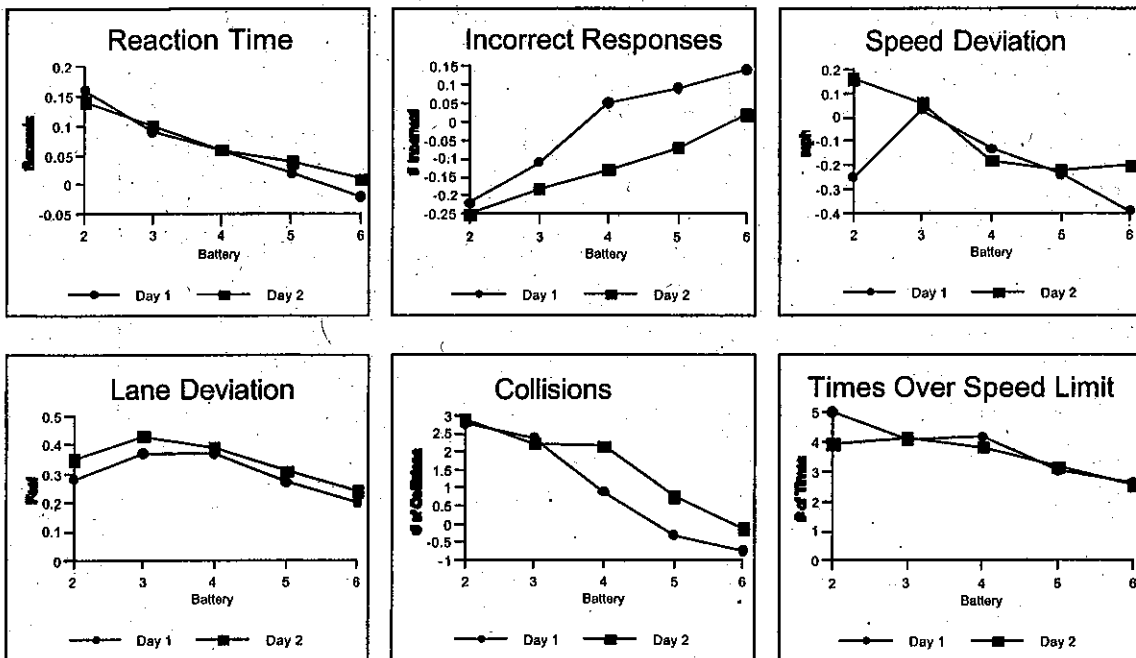 Reaction Time
0.2
0.15
0.1
0.05
0
-0.05
2 3 4 5 6
Battery
Day 1 Day 2
Incorrect Responses
# Incorrect
0.15
0.1
0.05
0
-0.05
-0.1
-0.15
-0.2
-0.25
2 3 4 5 6
Battery
Day 1 Day 2
Speed Deviation
mph
0.2
0.1
0
-0.1
-0.2
-0.3
-0.4
2 3 4 5 6
Battery
Day 1 Day 2
Lane Deviation
Feet
0.5
0.4
0.3
0.2
0.1
0
2 3 4 5 6
Battery
Day 1 Day 2
Collisions
# of Collisions
3
2.5
2
1.5
1
0.5
0
-0.5
-1
2 3 4 5 6
Battery
Day 1 Day 2
Times Over Speed Limit
# of Times
5
4
3
2
1
0
2 3 4 5 6
Battery
Day 1 Day 2